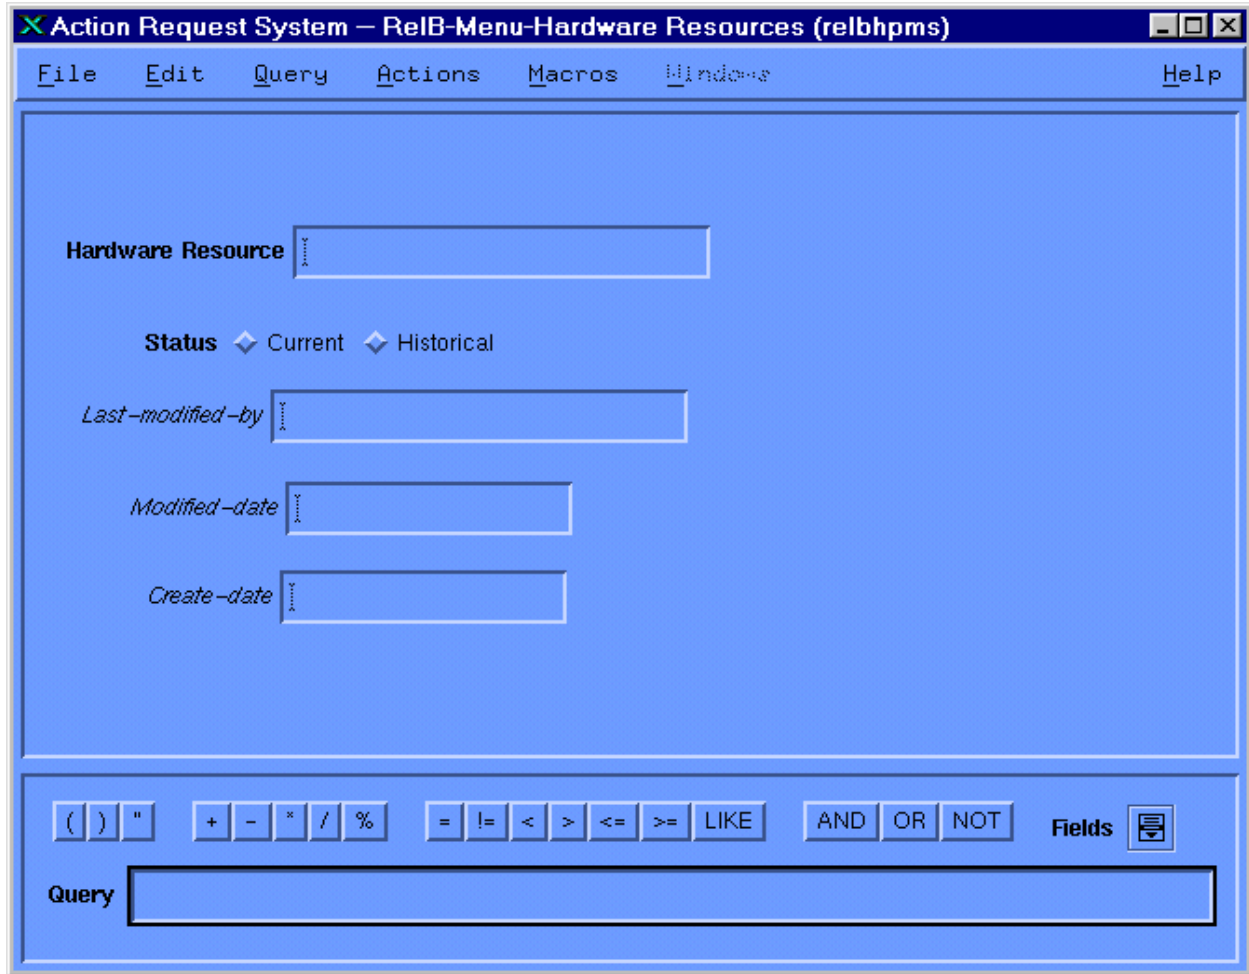 Action Request System — RelB-Menu-Hardware Resources (relbhpms)
File Edit Query Actions Macros Windows Help
Hardware Resource
Status Current Historical
Last-modified-by
Modified-date
Create-date
( ) " + - * / % = != < > <= >= LIKE AND OR NOT Fields
Query